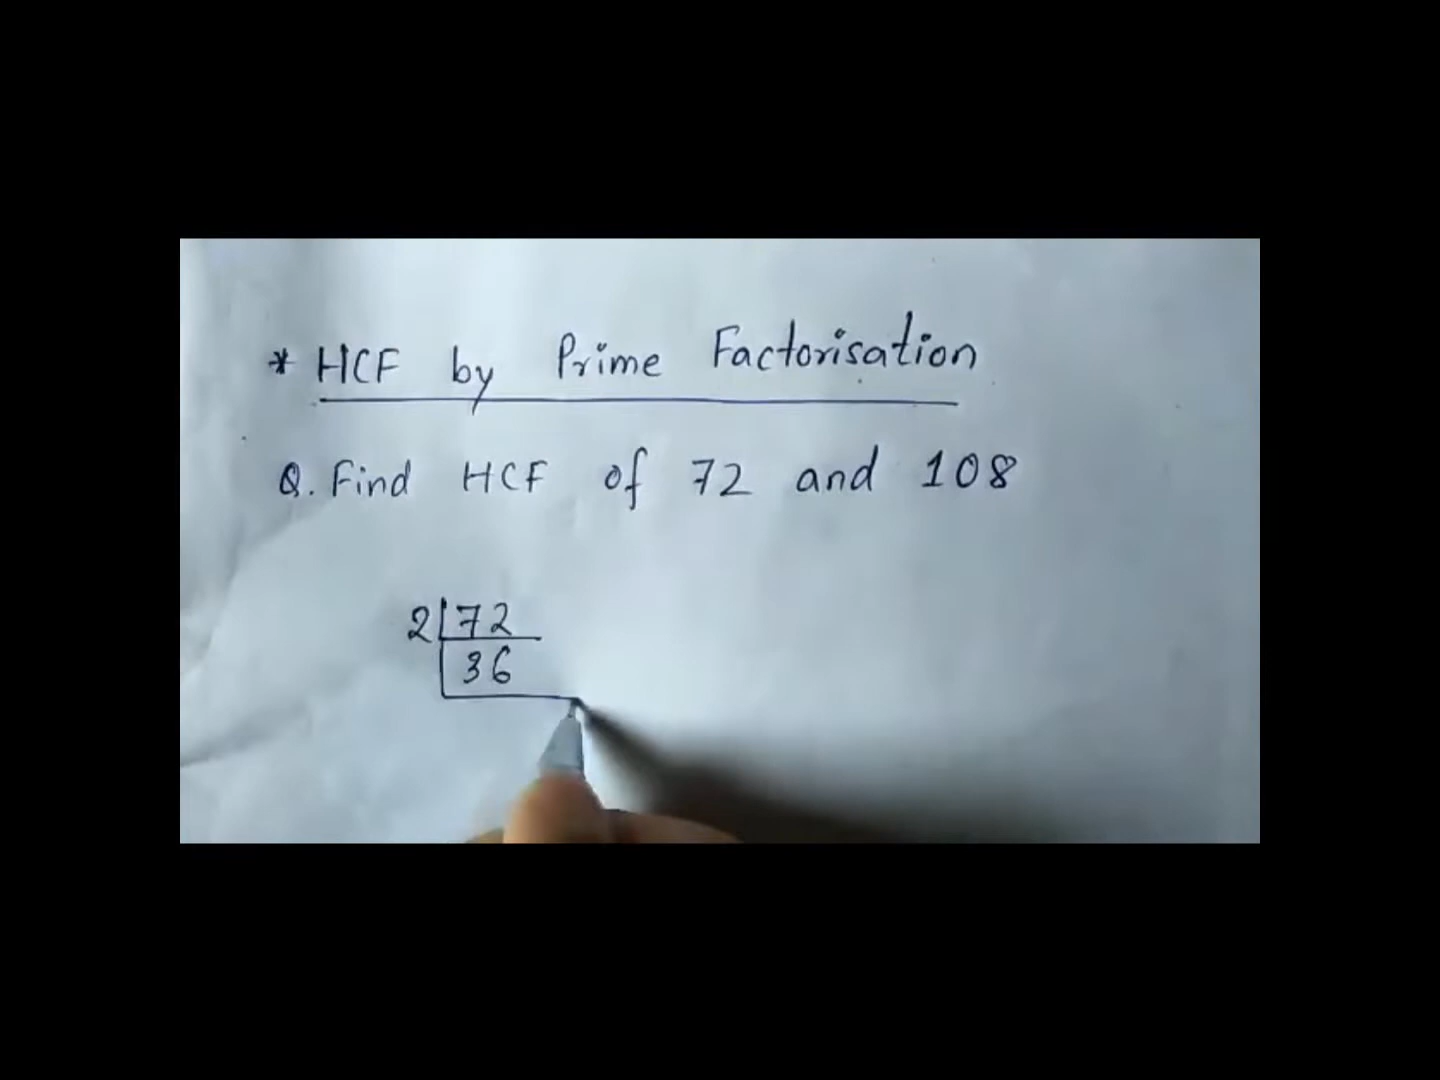 * HCF by Prime Factorisation
Q. Find HCF of 72 and 108
2 72
36